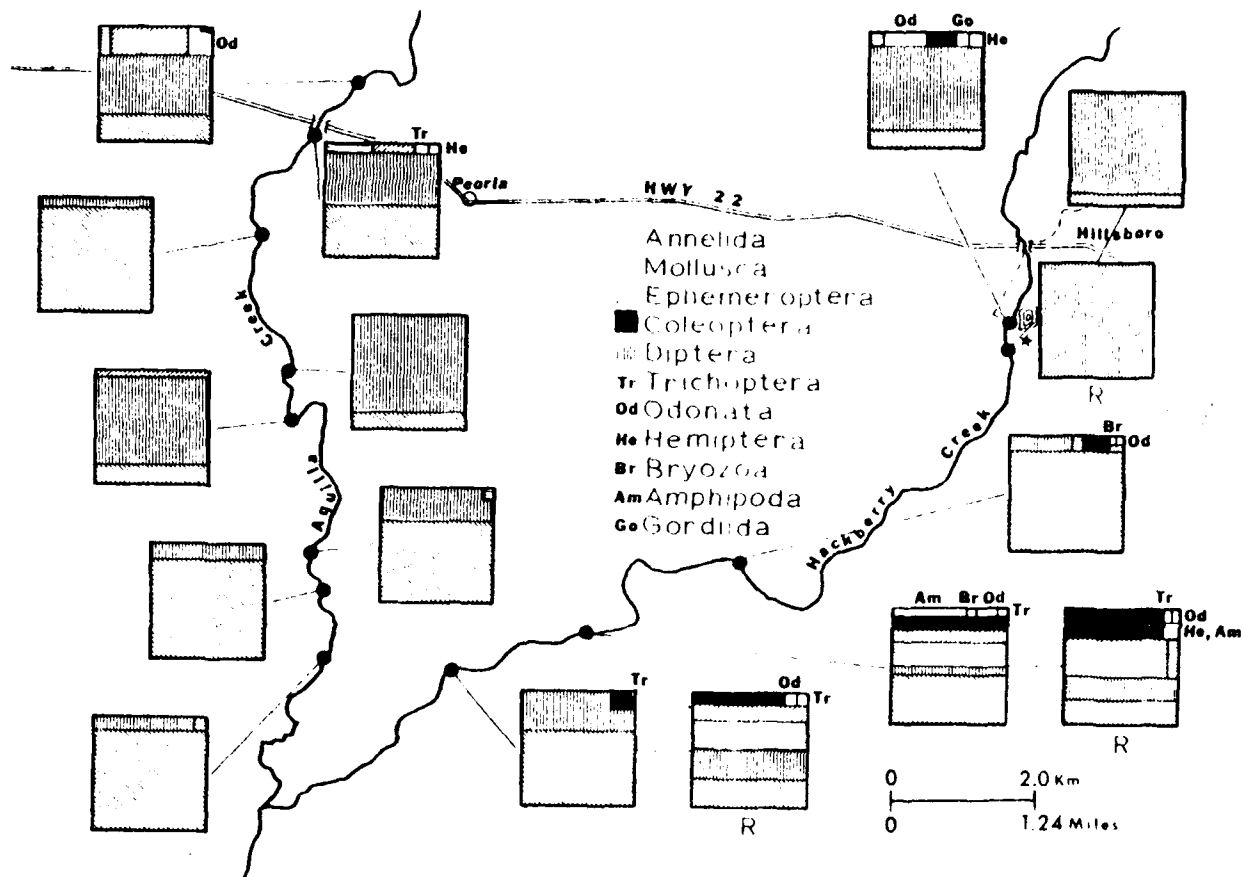 Od
Tr
He
Peoria
HWY 22
Od Go
He
Hillsboro
R
Annelida
Mollusca
Ephemeroptera
Coleoptera
Diptera
Tr Trichoptera
Od Odonata
He Hemiptera
Br Bryozoa
Am Amphipoda
Go Gordiida
Aquilla Creek
Hackberry Creek
Br
Od
Am Br Od
Tr
Tr
Od
He, Am
R
Tr
Od
Tr
R
0 2.0 Km
0 1.24 Miles